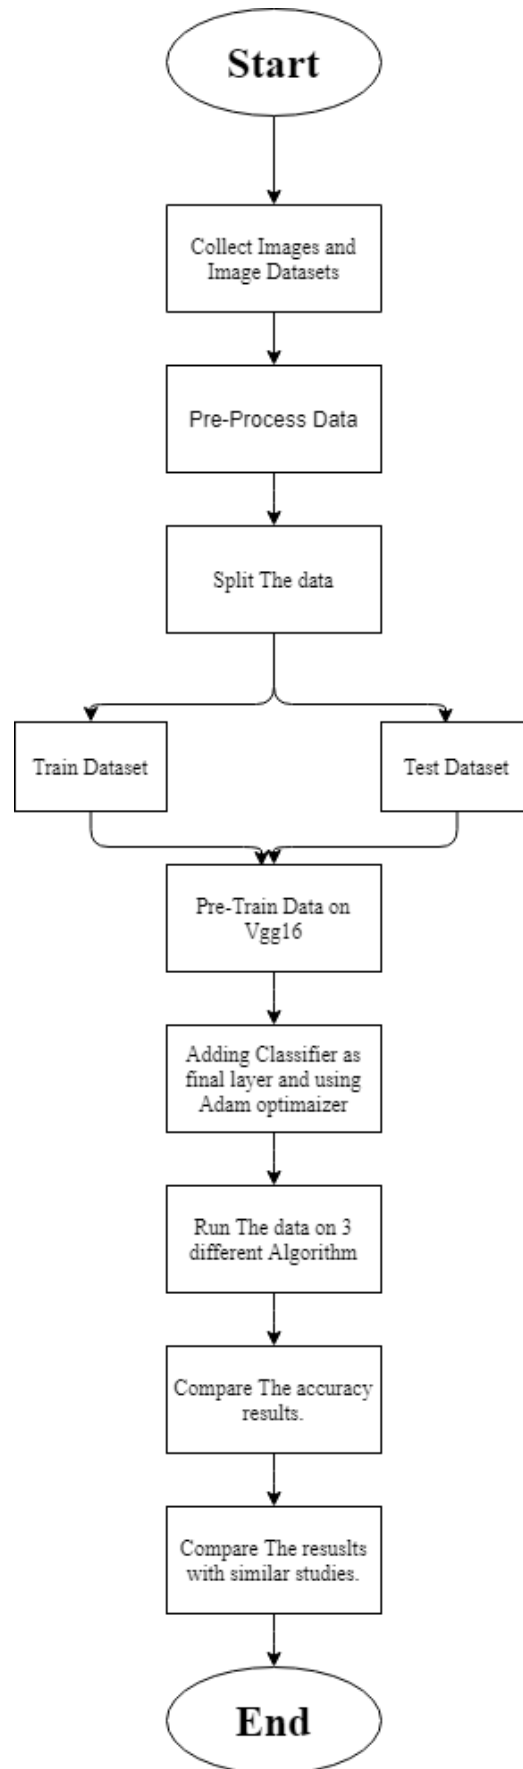 Start
Collect Images and
Image Datasets
Pre-Process Data
Split The data
Train Dataset
Test Dataset
Pre-Train Data on
Vgg16
Adding Classifier as
final layer and using
Adam optimaizer
Run The data on 3
different Algorithm
Compare The accuracy
results.
Compare The resuslts
with similar studies.
End